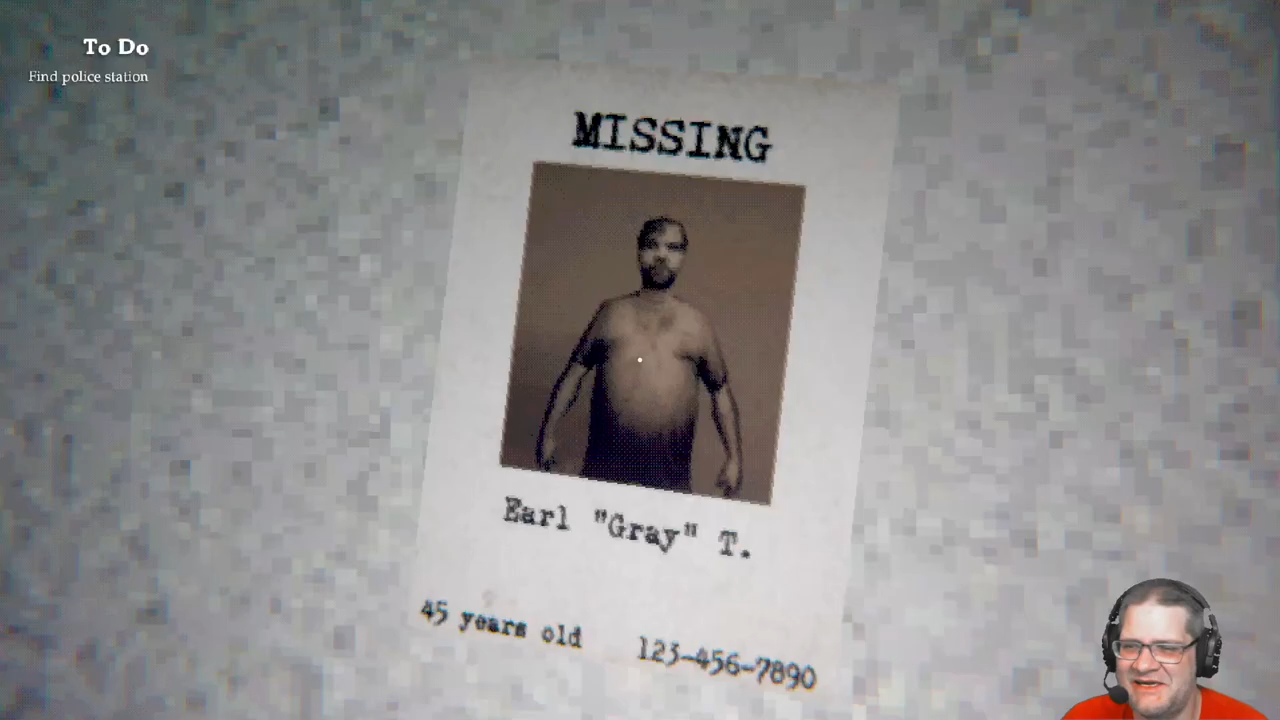 To Do
Find police station
MISSING
Earl "Gray" T.
45 years old 123-456-7890